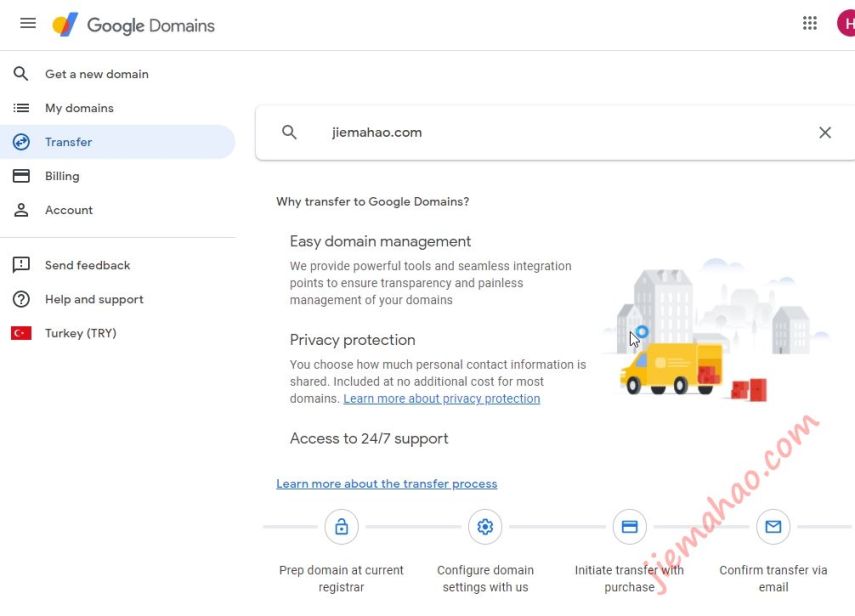 Google Domains
H
Get a new domain
My domains
Transfer
Billing
Account
Send feedback
Help and support
Turkey (TRY)
jiemahao.com
Why transfer to Google Domains?
Easy domain management
We provide powerful tools and seamless integration
points to ensure transparency and painless
management of your domains
Privacy protection
You choose how much personal contact information is
shared. Included at no additional cost for most
domains. Learn more about privacy protection
Access to 24/7 support
Learn more about the transfer process
Prep domain at current
registrar
Configure domain
settings with us
Initiate transfer with
purchase
Confirm transfer via
email
jiemahao.com